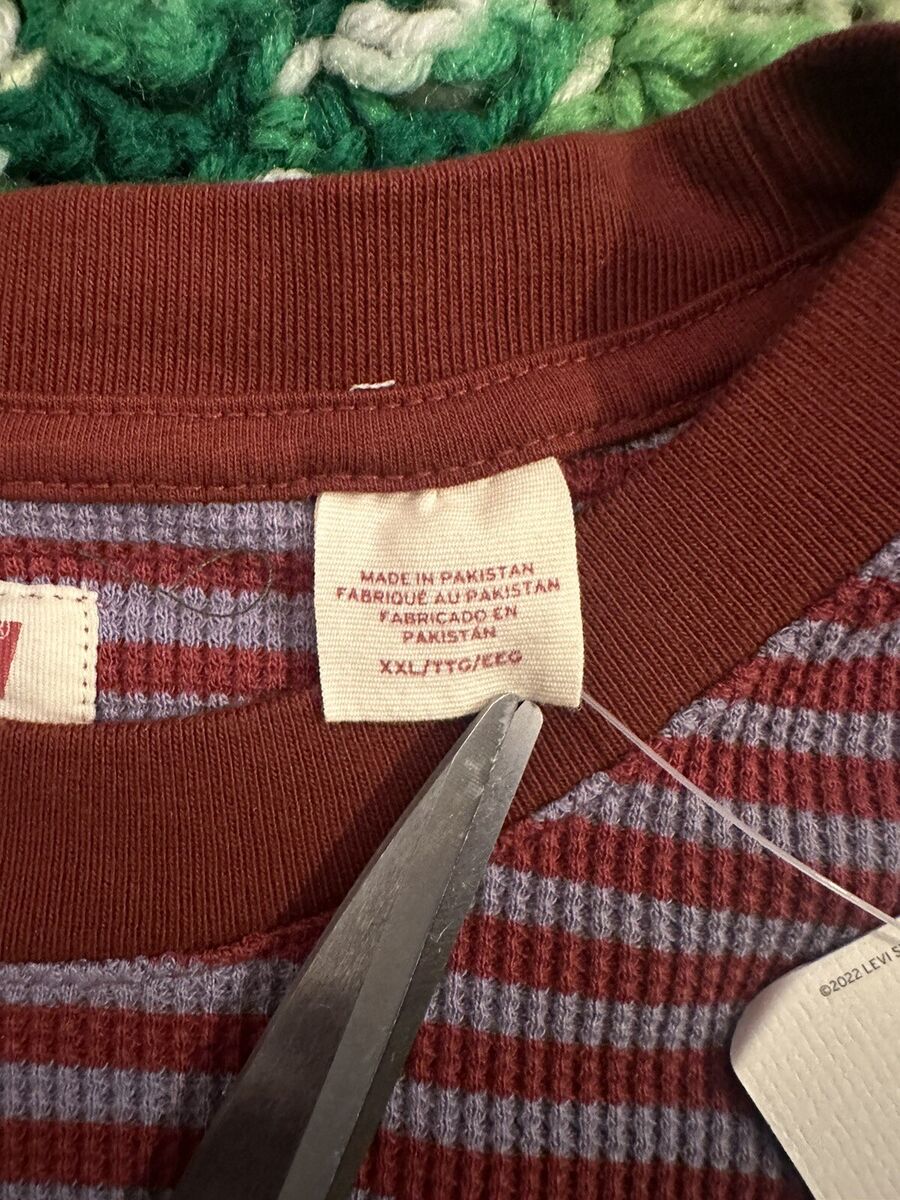 MADE IN PAKISTAN
FABRIQUÉ AU PAKISTAN
FABRICADO EN
PAKISTÁN
XXL/TTG/EEG
©2022 LEVI S